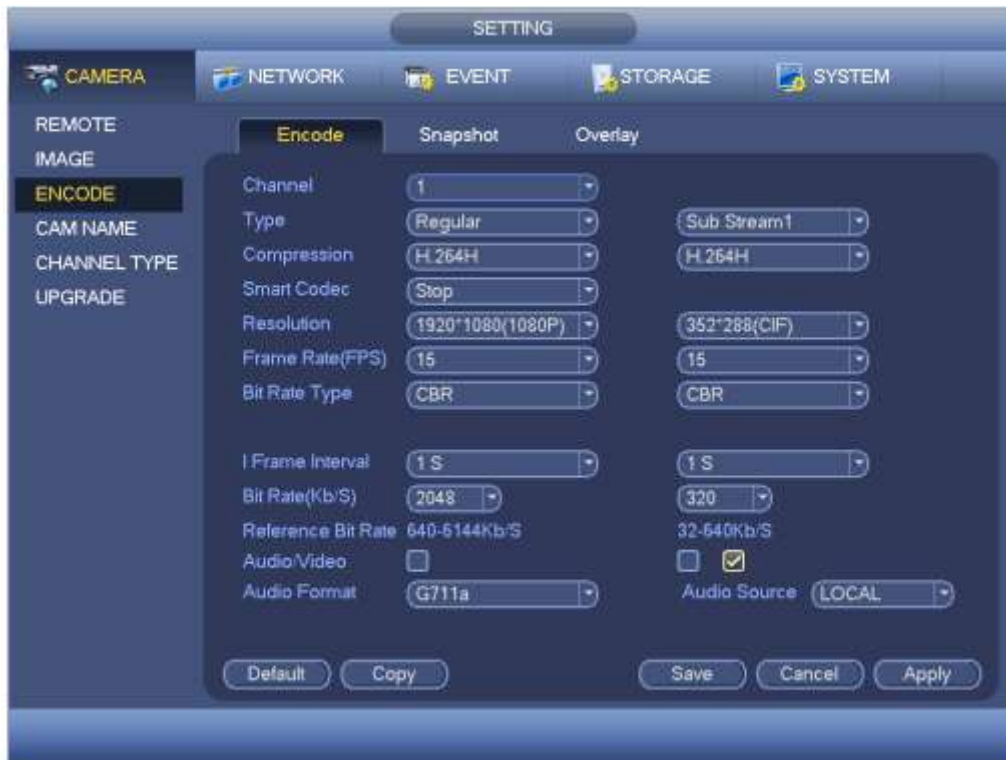 SETTING
CAMERA NETWORK EVENT STORAGE SYSTEM
REMOTE
IMAGE
ENCODE
CAM NAME
CHANNEL TYPE
UPGRADE
Encode Snapshot Overlay
Channel 1
Type Regular Sub Stream1
Compression H.264H H.264H
Smart Codec Stop
Resolution 1920*1080(1080P) 352*288(CIF)
Frame Rate(FPS) 15 15
Bit Rate Type CBR CBR
I Frame Interval 1 S 1 S
Bit Rate(Kb/S) 2048 320
Reference Bit Rate 640-6144Kb/S 32-640Kb/S
Audio/Video
Audio Format G711a Audio Source LOCAL
Default Copy Save Cancel Apply